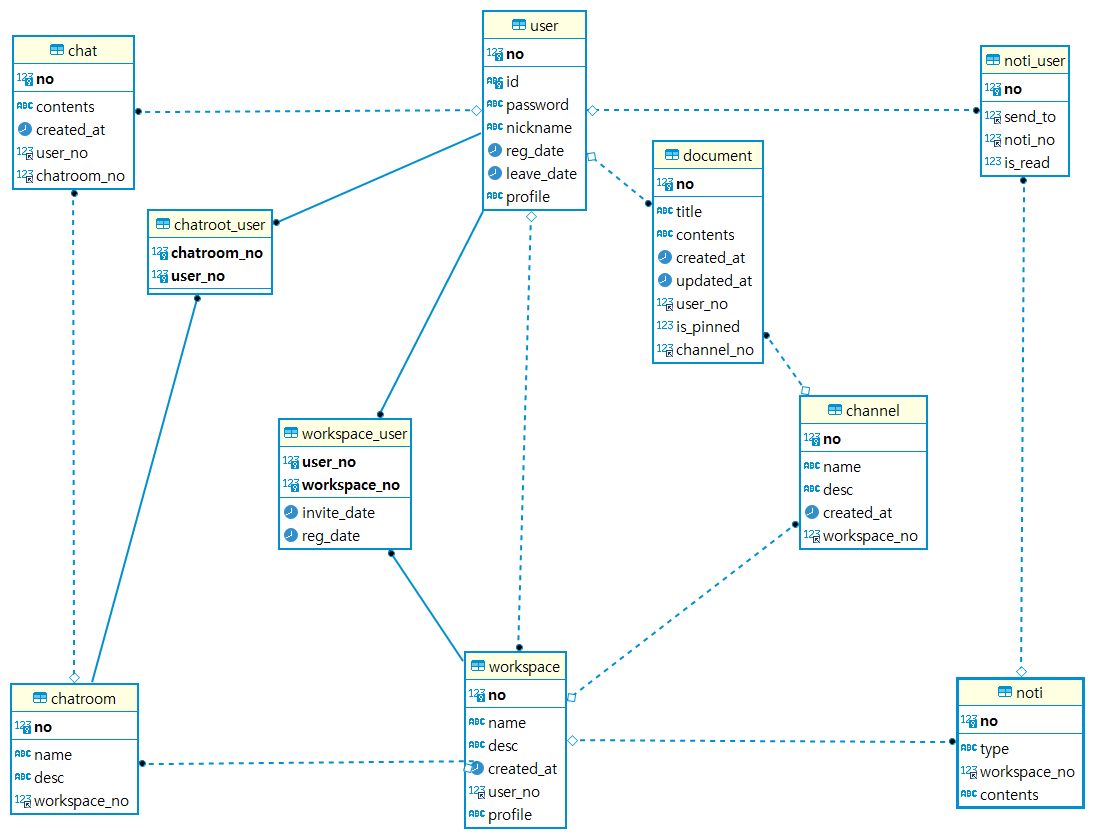 user
no
id
password
nickname
reg_date
leave_date
profile
chat
no
contents
created_at
user_no
chatroom_no
noti_user
no
send_to
noti_no
is_read
document
no
title
contents
created_at
updated_at
user_no
is_pinned
channel_no
chatroot_user
chatroom_no
user_no
channel
no
name
desc
created_at
workspace_no
workspace_user
user_no
workspace_no
invite_date
reg_date
workspace
no
name
desc
created_at
user_no
profile
noti
no
type
workspace_no
contents
chatroom
no
name
desc
workspace_no